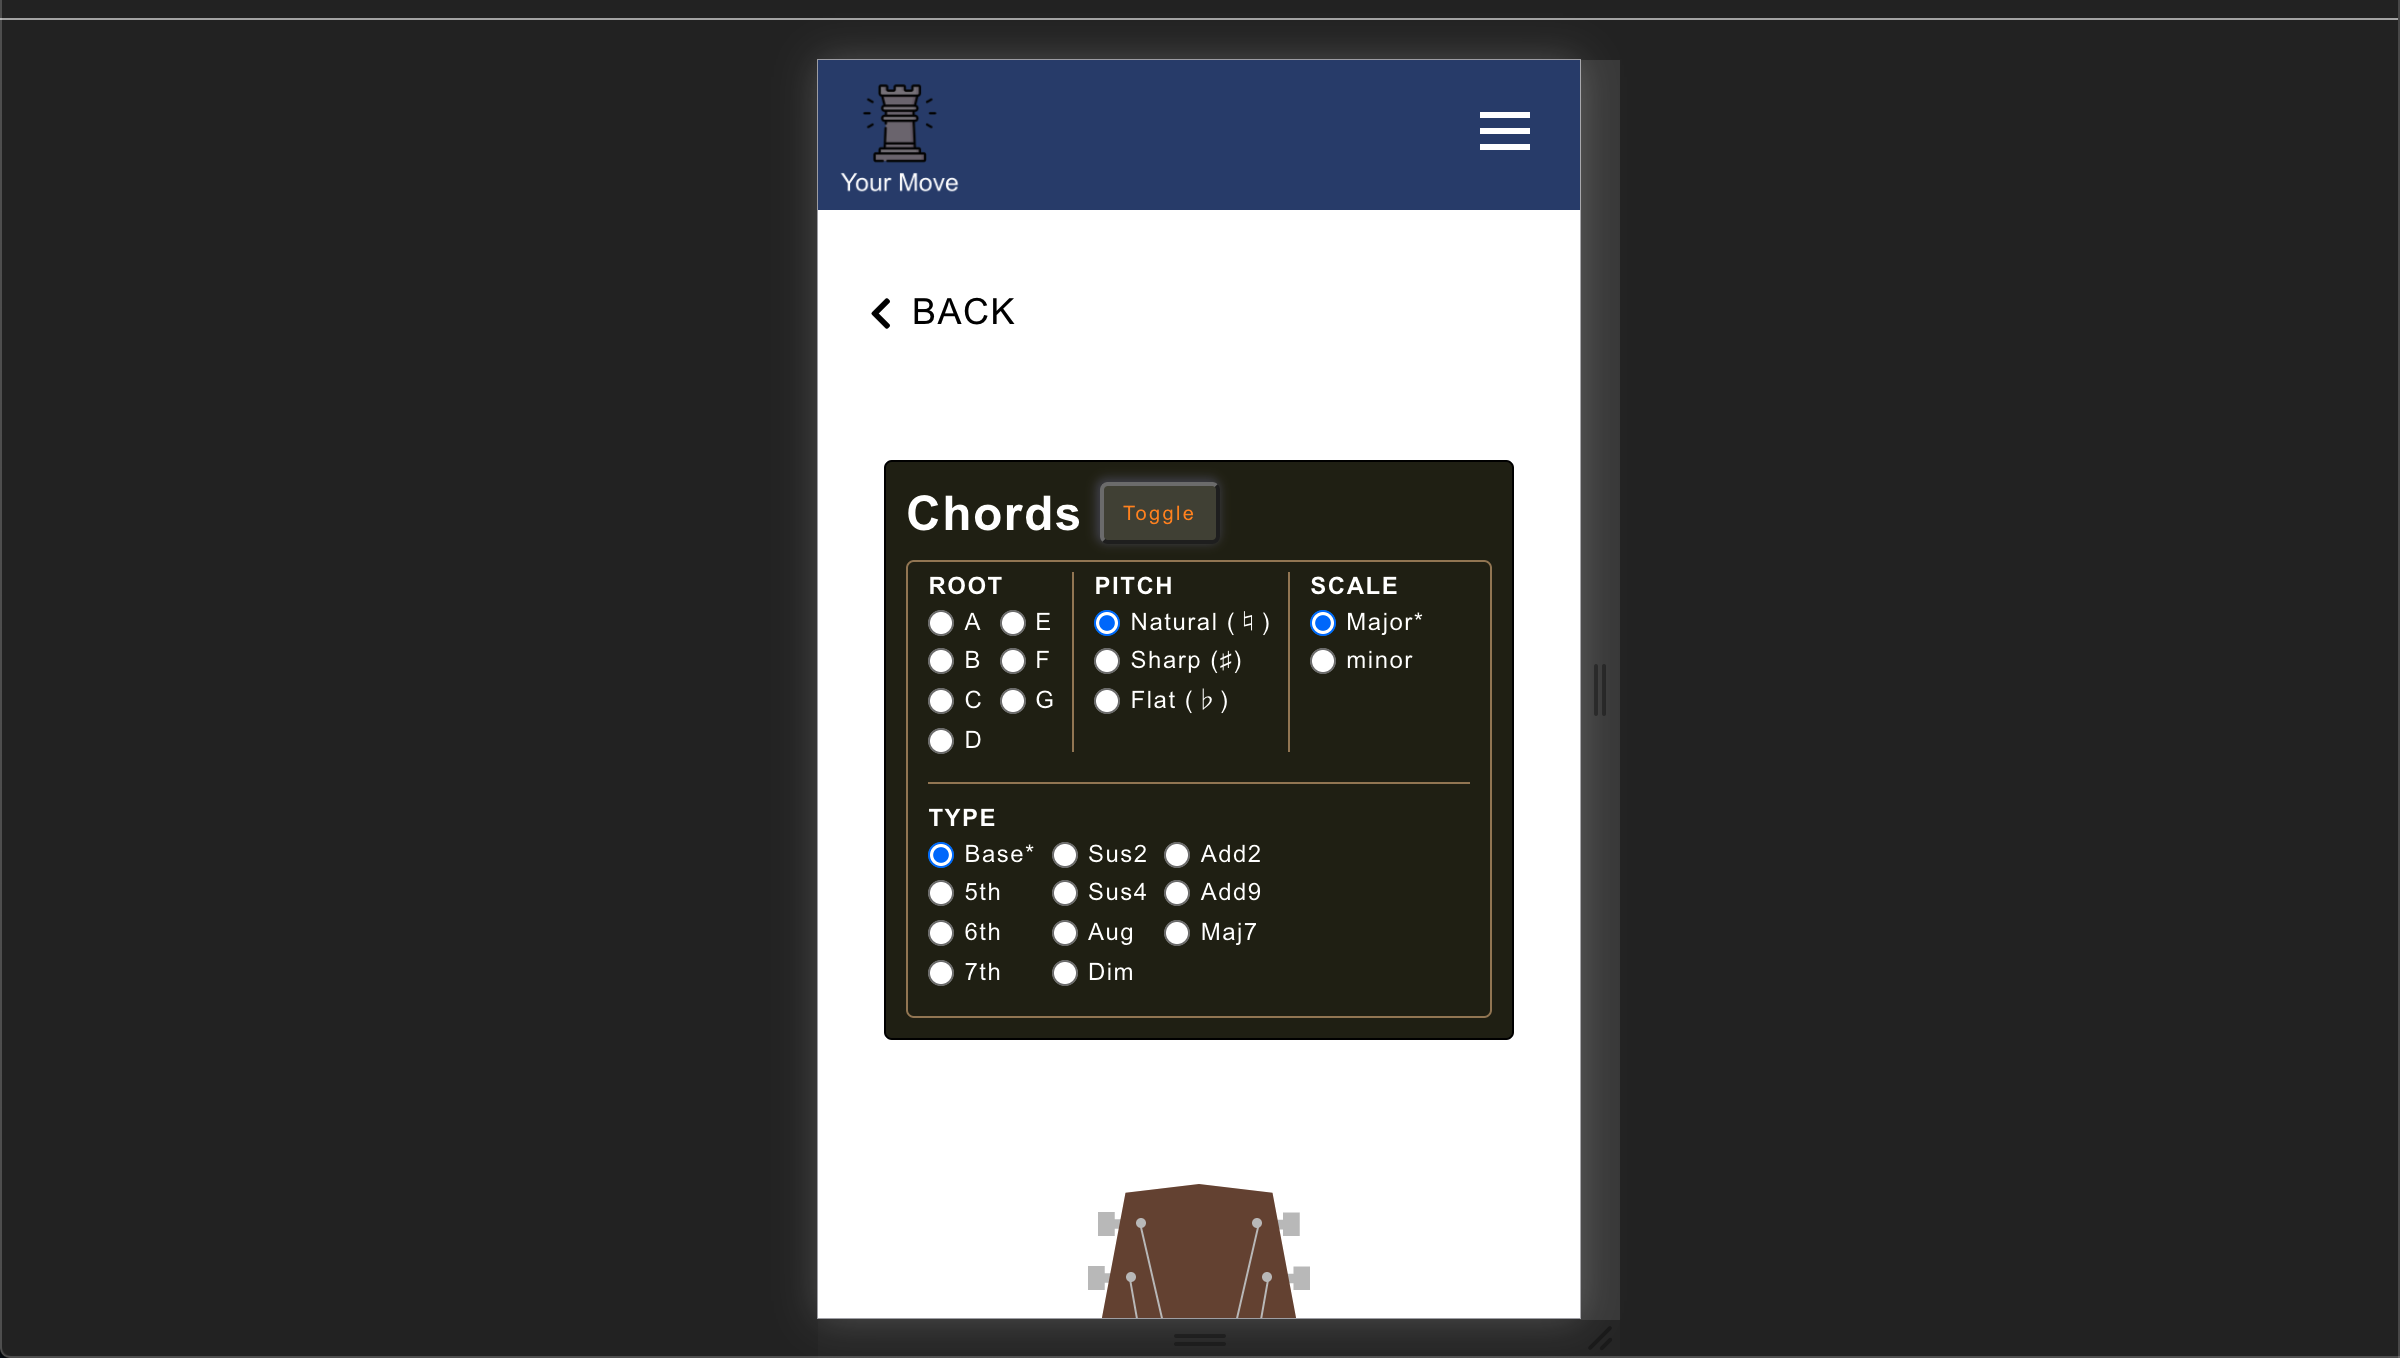 Your Move
BACK
Chords Toggle
ROOT PITCH SCALE
A E Natural (♮) Major*
B F Sharp (♯) minor
C G Flat (♭)
D
TYPE
Base* Sus2 Add2
5th Sus4 Add9
6th Aug Maj7
7th Dim